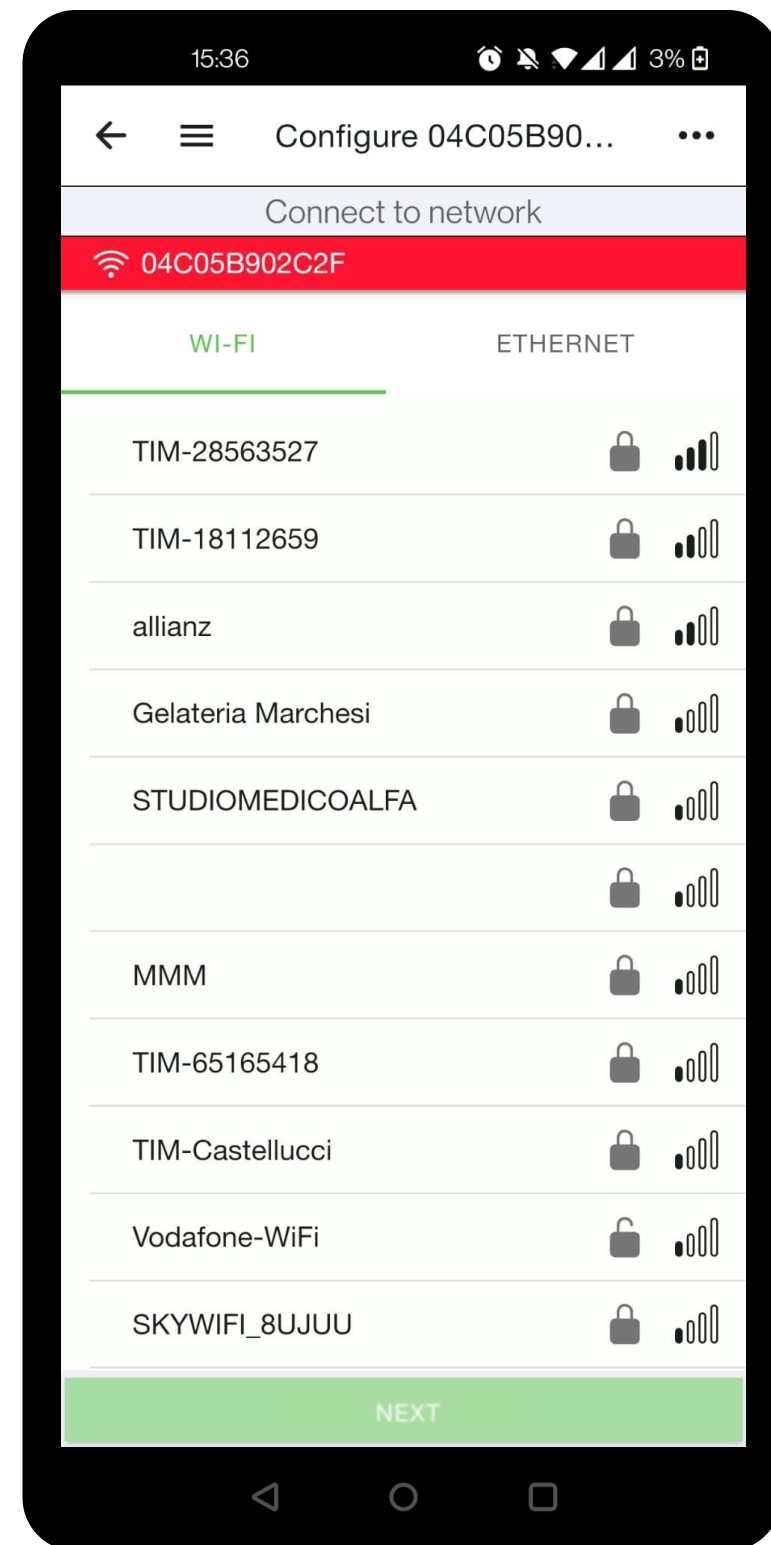 15:36 3%
Configure 04C05B90...
Connect to network
04C05B902C2F
WI-FI ETHERNET
TIM-28563527
TIM-18112659
allianz
Gelateria Marchesi
STUDIOMEDICOALFA
MMM
TIM-65165418
TIM-Castellucci
Vodafone-WiFi
SKYWIFI_8UJUU
NEXT